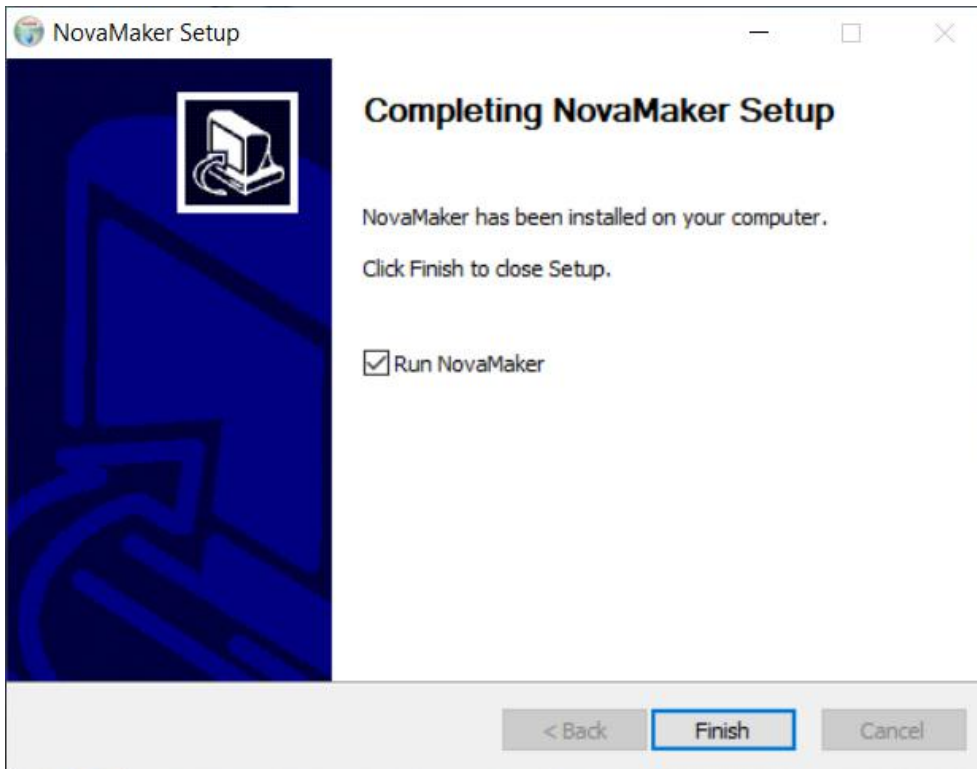 NovaMaker Setup
Completing NovaMaker Setup
NovaMaker has been installed on your computer.
Click Finish to close Setup.
Run NovaMaker
< Back
Finish
Cancel